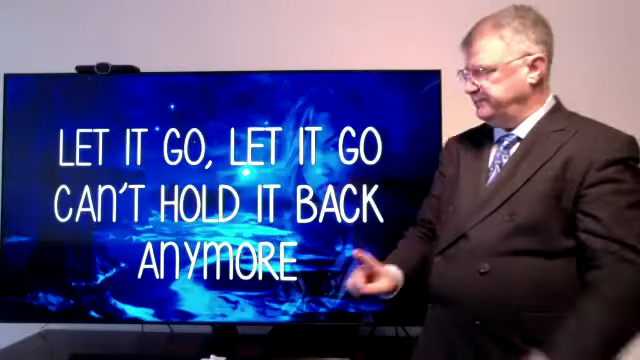 LET IT GO, LET IT GO
CAN'T HOLD IT BACK
ANYMORE